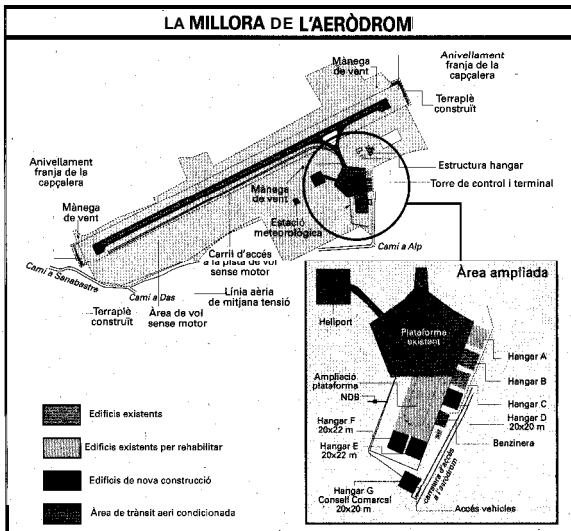 LA MILLORA DE L'AERÒDROM
Mànega
de vent
Anivellament
franja de la
capçalera
Terraplè
construït
Estructura hangar
Torre de control i terminal
Anivellament
franja de la
capçalera
Mànega
de vent
Mànega
de vent
Estació
meteorològica
Carril d'accés
a la pista de vol
sense motor
Camí a Alp
Camí a Sanabastre
Camí a Das
Línia aèria
de mitjana tensió
Terraplè
construït
Àrea de vol
sense motor
Àrea ampliada
Heliport
Plataforma
existent
Hangar A
Hangar B
Hangar C
Hangar D
20x20 m
Benzinera
Ampliació
plataforma
NDB
Hangar F
20x22 m
Hangar E
20x22 m
Hangar G
Consell Comarcal
20x20 m
carretera d'accés
a l'aeròdrom
Accés vehicles
Edificis existents
Edificis existents per rehabilitar
Edificis de nova construcció
Àrea de trànsit aeri condicionada